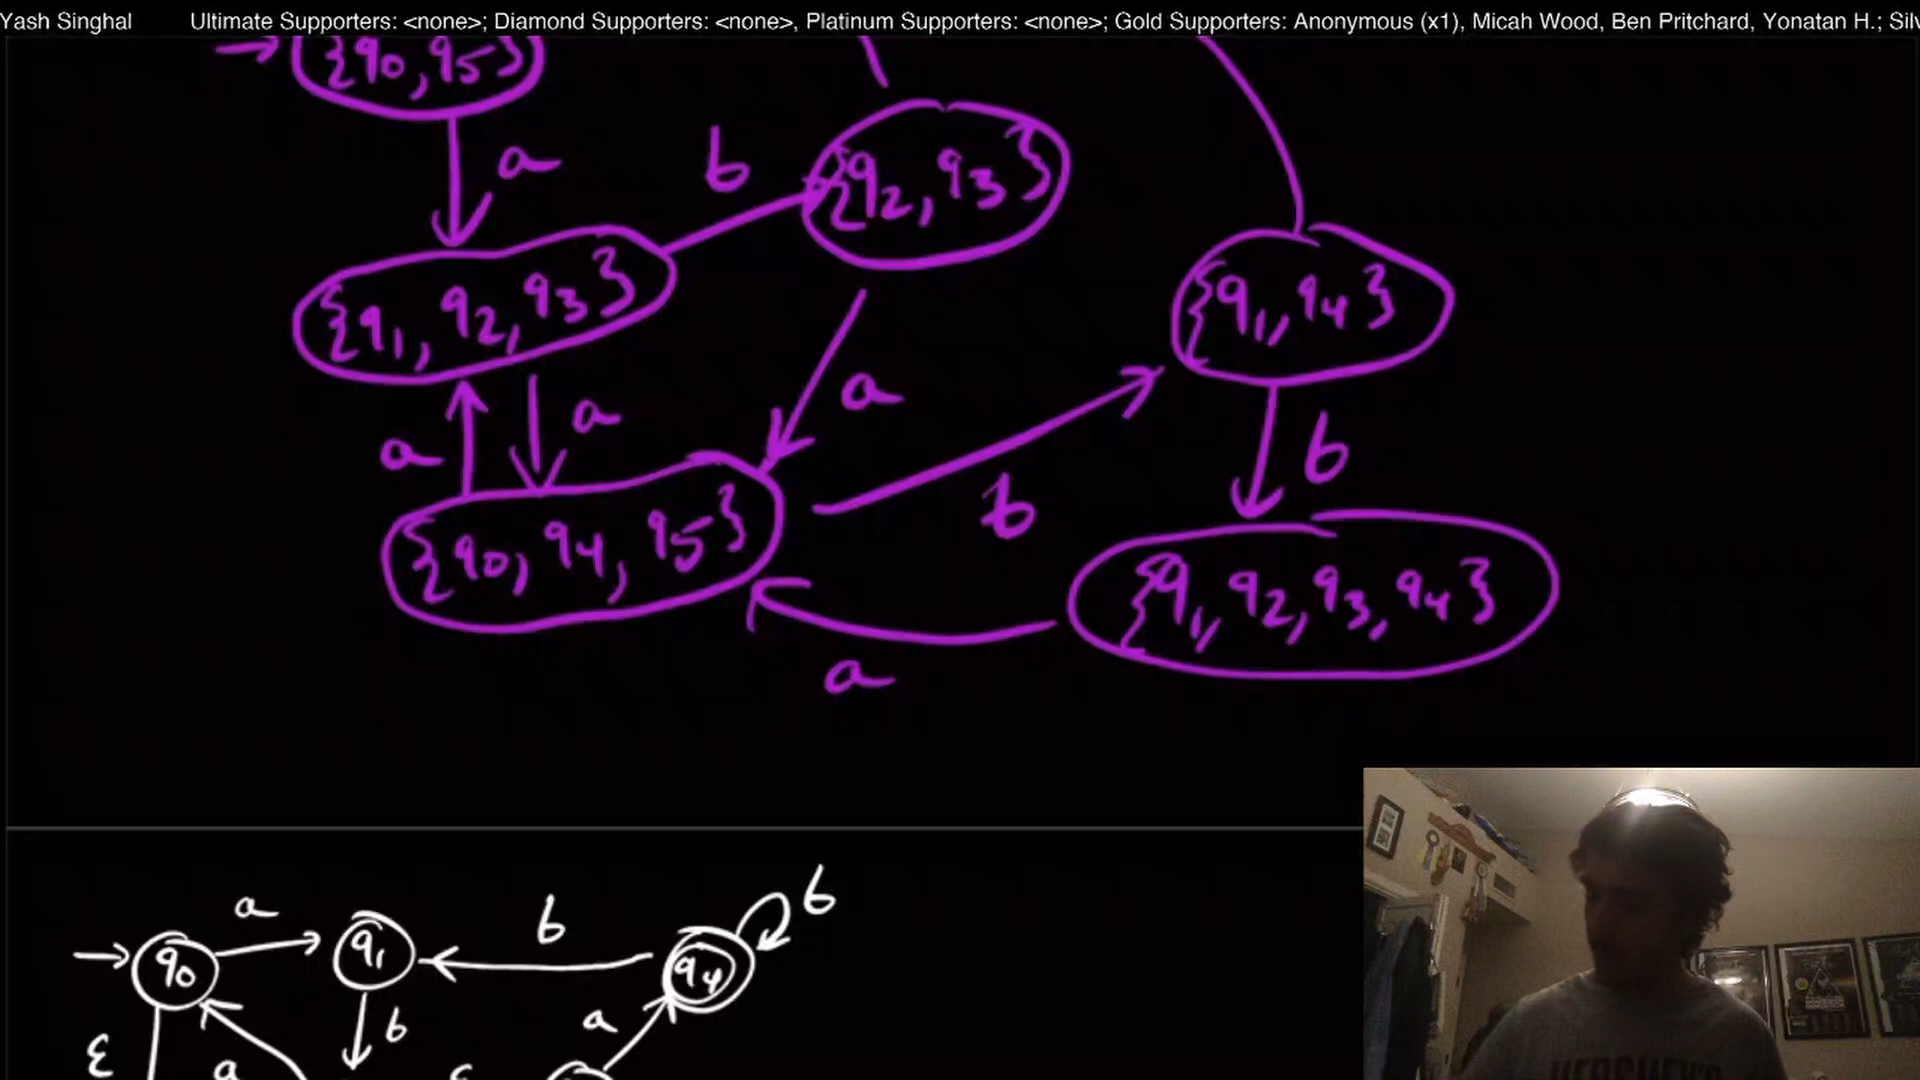 Yash Singhal Ultimate Supporters: <none>; Diamond Supporters: <none>, Platinum Supporters: <none>; Gold Supporters: Anonymous (x1), Micah Wood, Ben Pritchard, Yonatan H.; Silv
{q0,q5}
a
b
{q2,q3}
{q1,q2,q3}
{q1,q4}
a
a
a
b
b
{q0,q4,q5}
{q1,q2,q3,q4}
a
b
a
b
q0
q1
q4
a
b
ε
a
HERSHEY'S